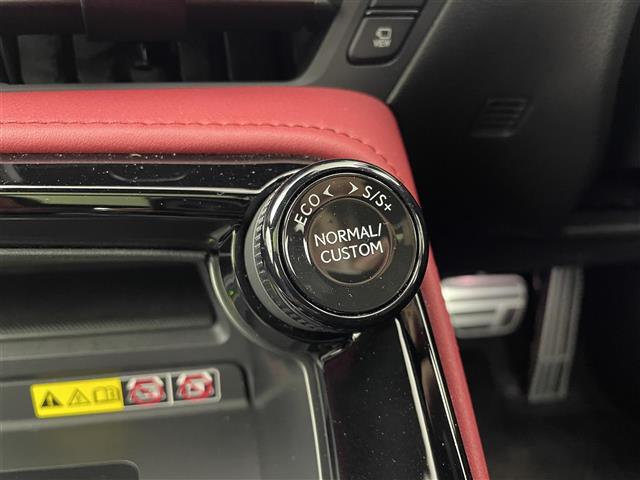 VIEW
ECO < > S/S+
NORMAL/
CUSTOM